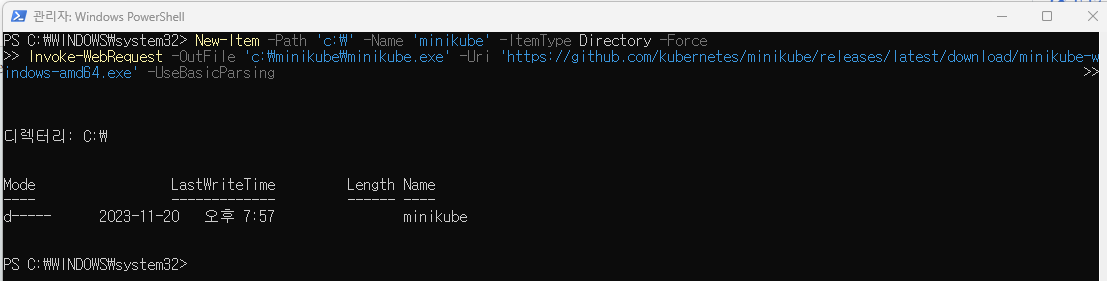 관리자: Windows PowerShell
PS C:\WINDOWS\system32> New-Item -Path 'c:\' -Name 'minikube' -ItemType Directory -Force
>> Invoke-WebRequest -OutFile 'c:\minikube\minikube.exe' -Uri 'https://github.com/kubernetes/minikube/releases/latest/download/minikube-w
indows-amd64.exe' -UseBasicParsing >>
디렉터리: C:\
Mode LastWriteTime Length Name
---- ------------- ------ ----
d----- 2023-11-20 오후 7:57 minikube
PS C:\WINDOWS\system32>